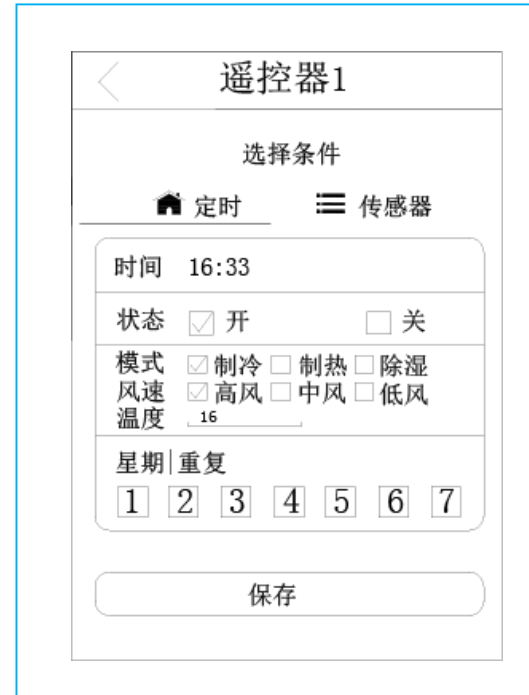 遥控器1
选择条件
定时 传感器
时间 16:33
状态 开 关
模式 制冷 制热 除湿
风速 高风 中风 低风
温度 16
星期|重复
1 2 3 4 5 6 7
保存